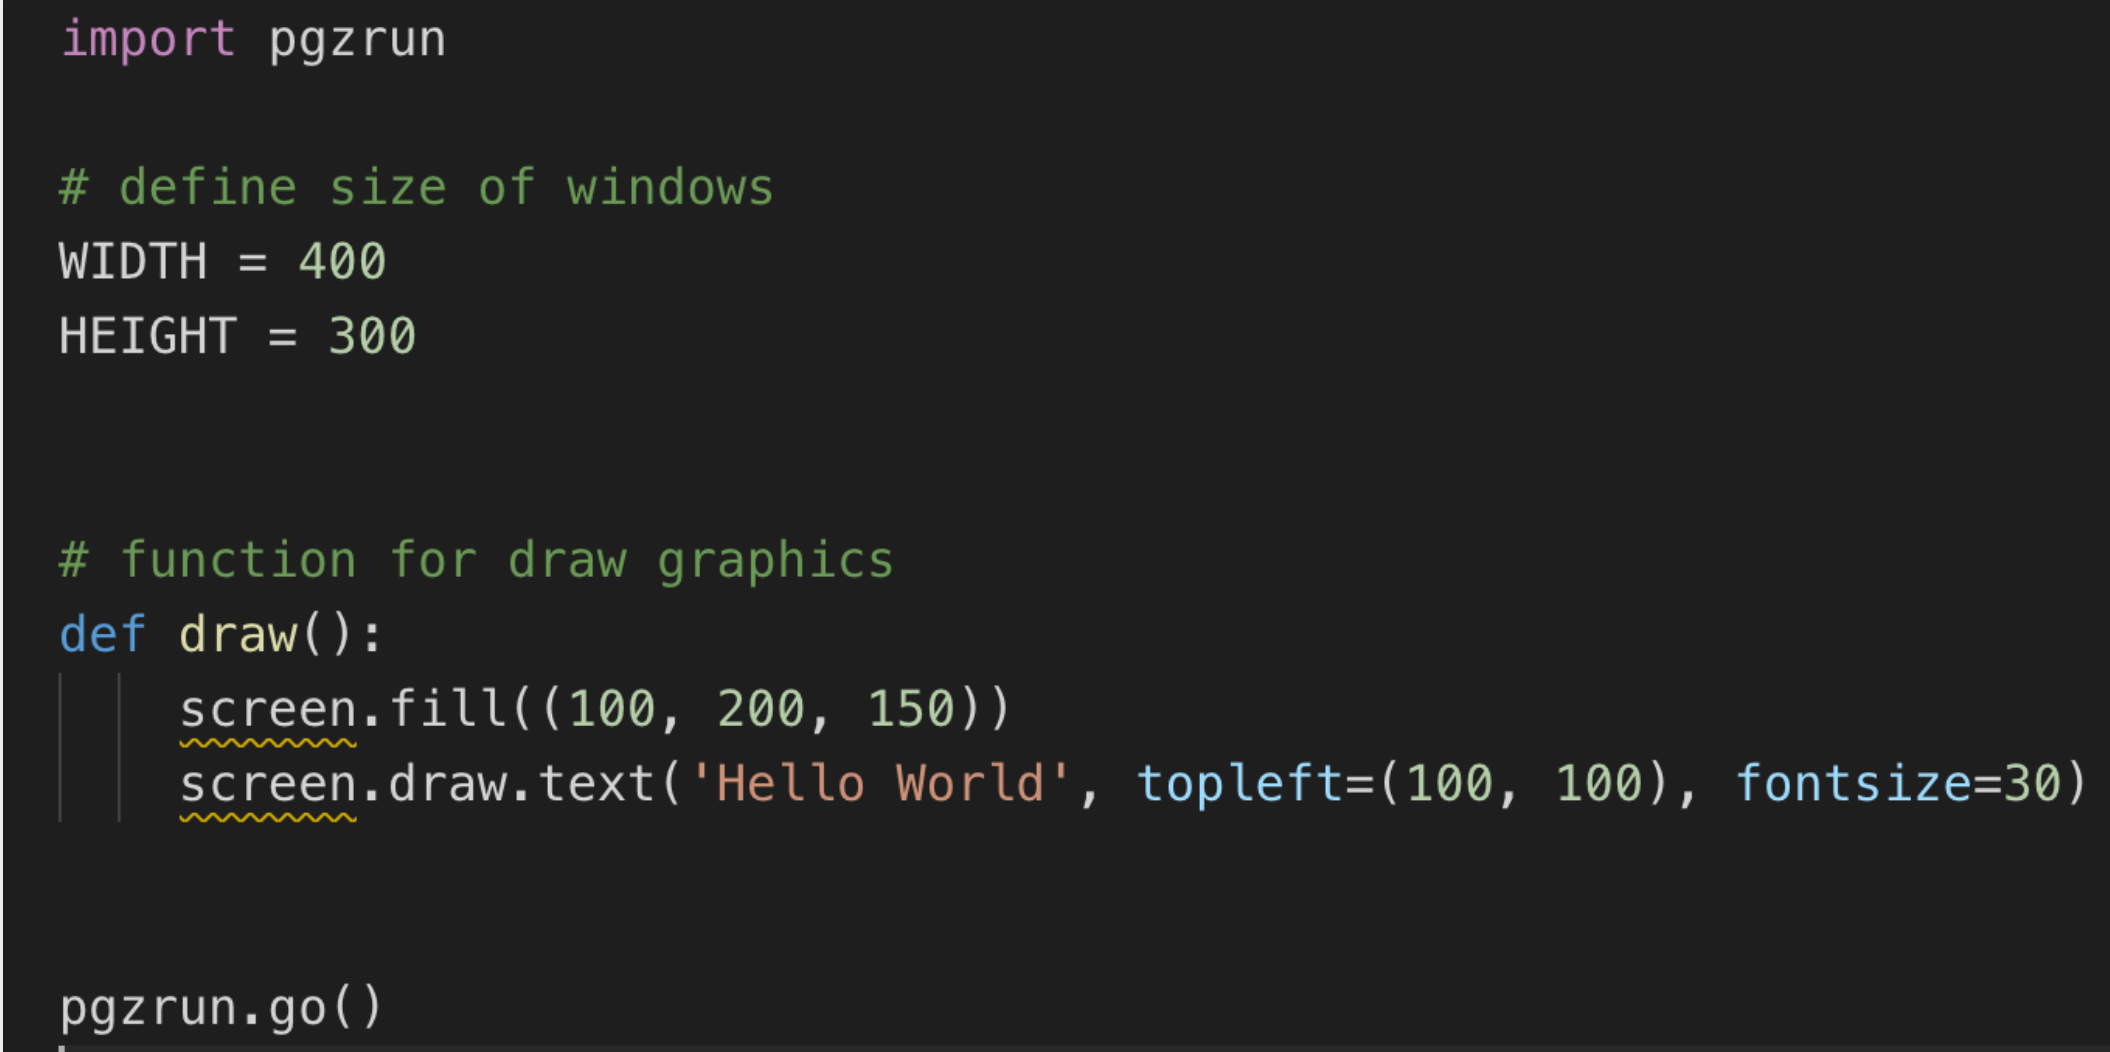 import pgzrun
# define size of windows
WIDTH = 400
HEIGHT = 300
# function for draw graphics
def draw():
    screen.fill((100, 200, 150))
    screen.draw.text('Hello World', topleft=(100, 100), fontsize=30)
pgzrun.go()